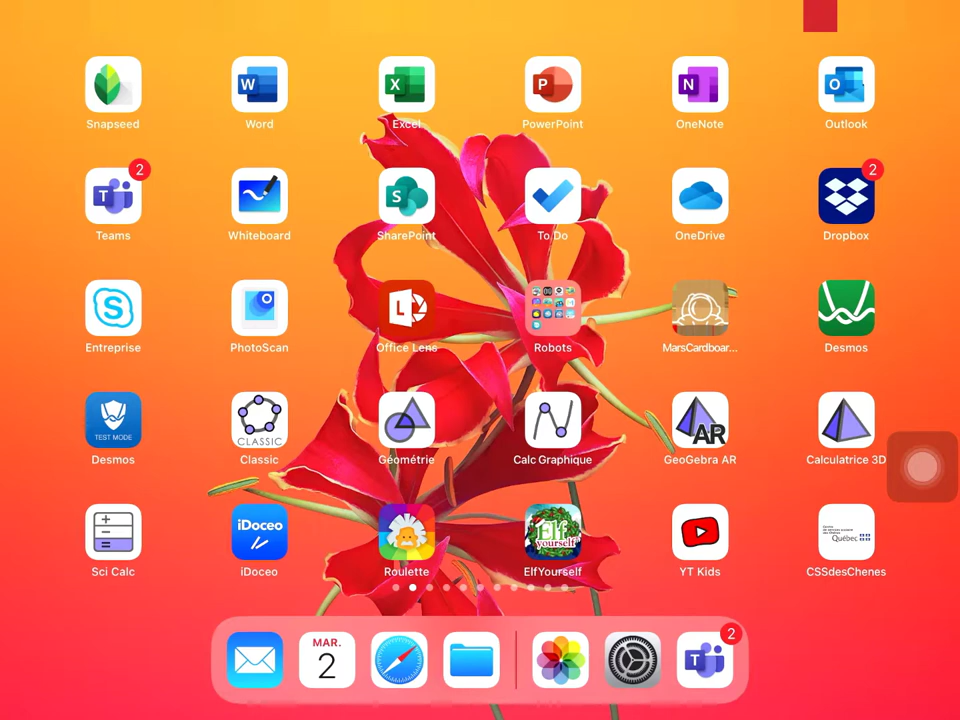 W
X
P
N
O
Snapseed
Word
Excel
PowerPoint
OneNote
Outlook
2
2
T
S
Teams
Whiteboard
SharePoint
To Do
OneDrive
Dropbox
S
L
Entreprise
PhotoScan
Office Lens
Robots
MarsCardboar...
Desmos
TEST MODE
CLASSIC
AR
Desmos
Classic
Géométrie
Calc Graphique
GeoGebra AR
Calculatrice 3D
iDoceo
Elf
yourself
Québec
Sci Calc
iDoceo
Roulette
ElfYourself
YT Kids
CSSdesChenes
MAR.
2
T
2